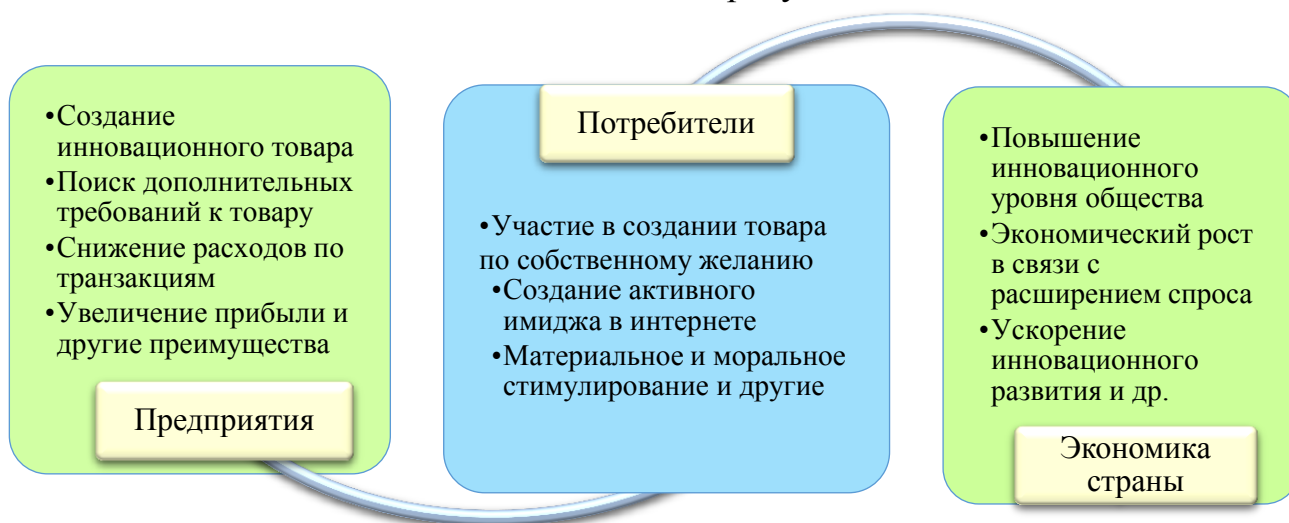 •Создание
инновационного товара
•Поиск дополнительных
требований к товару
•Снижение расходов по
транзакциям
•Увеличение прибыли и
другие преимущества
Предприятия
Потребители
•Участие в создании товара
по собственному желанию
•Создание активного
имиджа в интернете
•Материальное и моральное
стимулирование и другие
•Повышение
инновационного
уровня общества
•Экономический рост
в связи с
расширением спроса
•Ускорение
инновационного
развития и др.
Экономика
страны